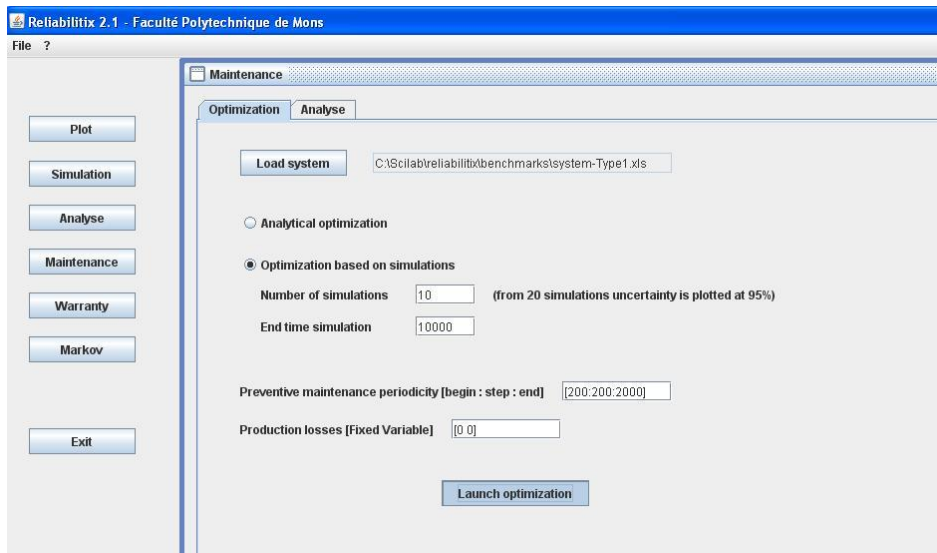 Reliabilitix 2.1 - Faculté Polytechnique de Mons
File ?
Maintenance
Optimization Analyse
Plot
Load system C:\Scilab\reliabilitix\benchmarks\system-Type1.xls
Simulation
Analyse
Analytical optimization
Maintenance
Optimization based on simulations
Number of simulations 10 (from 20 simulations uncertainty is plotted at 95%)
Warranty
End time simulation 10000
Markov
Preventive maintenance periodicity [begin : step : end] [200:200:2000]
Production losses [Fixed Variable] [0 0]
Exit
Launch optimization